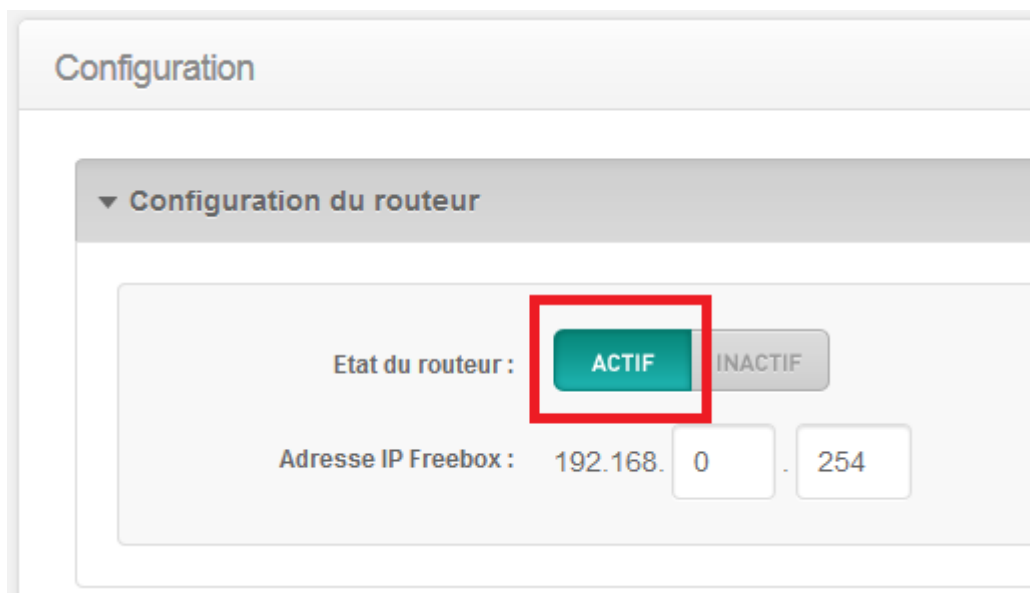 Configuration
Configuration du routeur
Etat du routeur : ACTIF INACTIF
Adresse IP Freebox : 192.168. 0 . 254